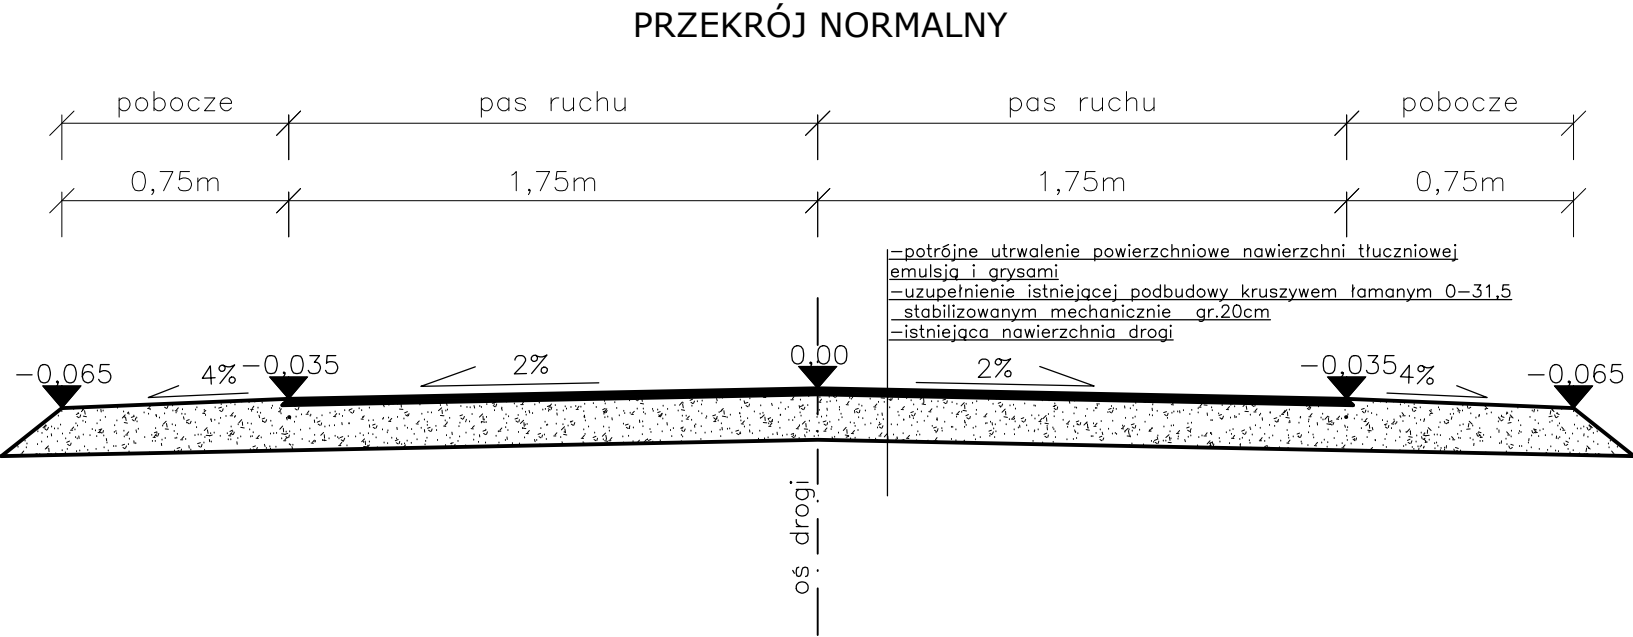 PRZEKRÓJ NORMALNY
pobocze pas ruchu pas ruchu pobocze
0,75m 1,75m 1,75m 0,75m
-potrójne utrwalenie powierzchniowe nawierzchni tłuczniowej
emulsją i grysami
-uzupełnienie istniejącej podbudowy kruszywem łamanym 0-31,5
stabilizowanym mechanicznie gr.20cm
-istniejąca nawierzchnia drogi
-0,065 4% -0,035 2% 0,00 2% -0,035 4% -0,065
oś drogi